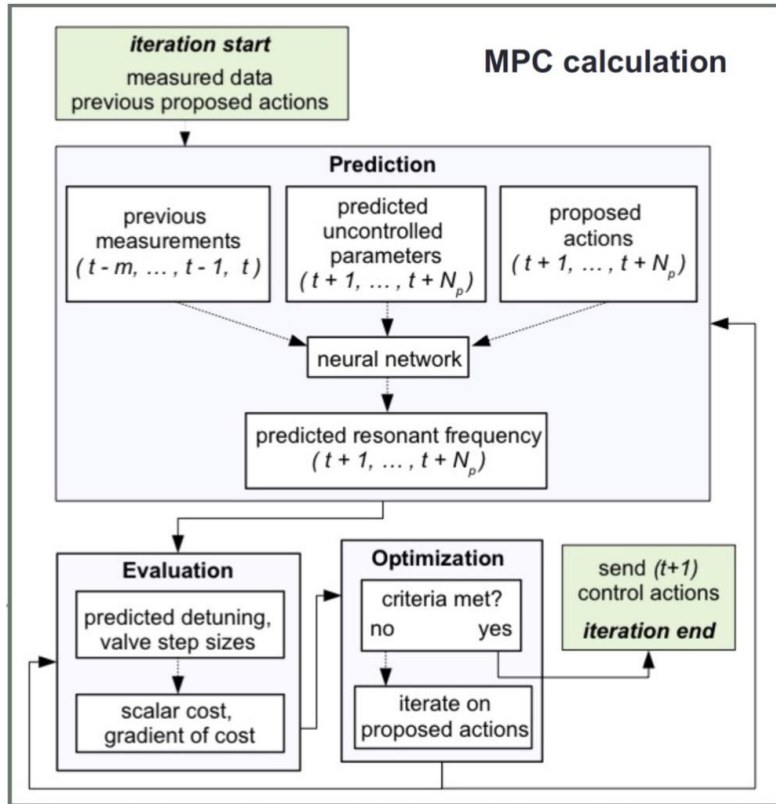 MPC calculation
iteration start
measured data
previous proposed actions
Prediction
previous
measurements
( t - m, ... , t - 1, t )
predicted
uncontrolled
parameters
( t + 1, ... , t + Nₚ)
proposed
actions
( t + 1, ... , t + Nₚ)
neural network
predicted resonant frequency
( t + 1, ... , t + Nₚ)
Evaluation
predicted detuning,
valve step sizes
scalar cost,
gradient of cost
Optimization
criteria met?
no yes
iterate on
proposed actions
send (t+1)
control actions
iteration end